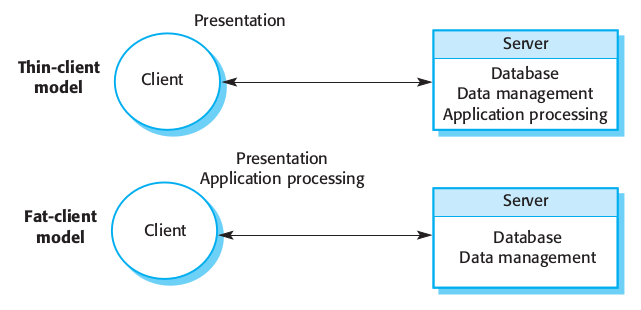 Presentation
Thin-client
model
Client
Server
Database
Data management
Application processing
Presentation
Application processing
Fat-client
model
Client
Server
Database
Data management